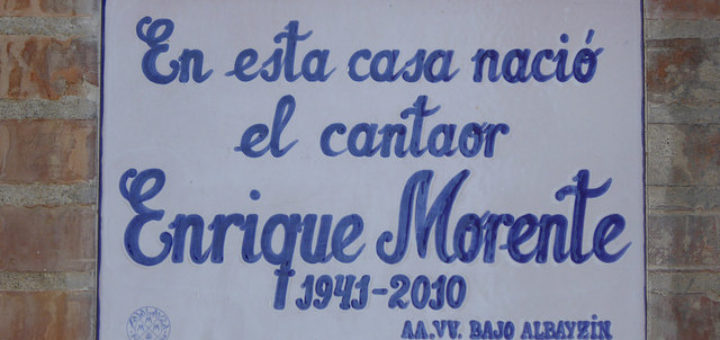 En esta casa nació
el cantaor
Enrique Morente
†1941-2010
AA.VV. BAJO ALBAYZÍN